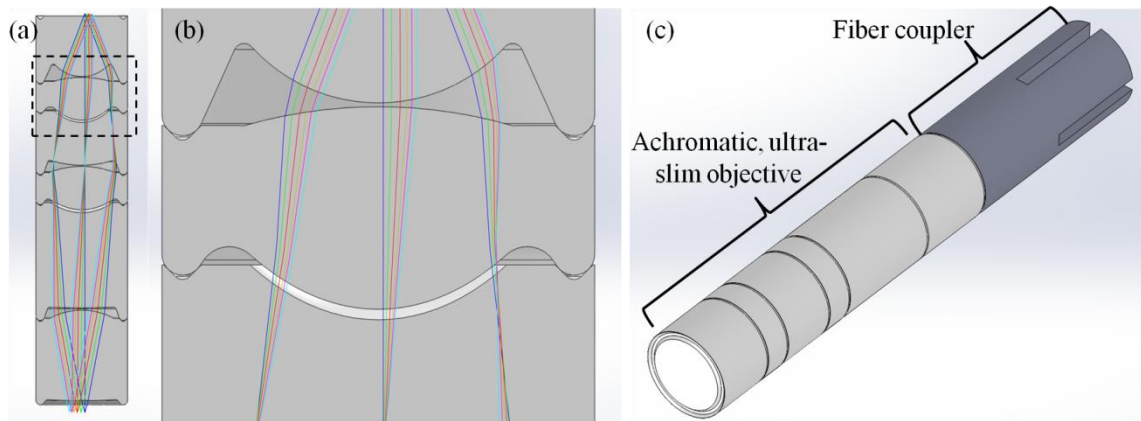 (a)
(b)
(c)
Fiber coupler
Achromatic, ultra-
slim objective